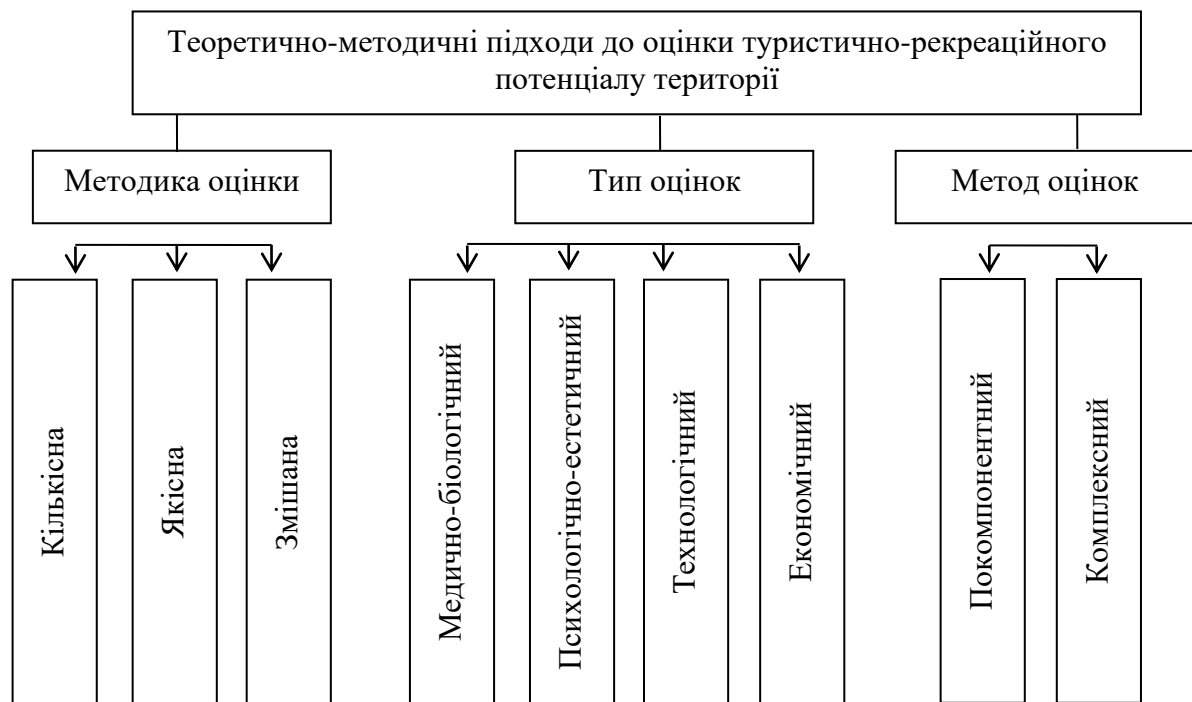 Теоретично-методичні підходи до оцінки туристично-рекреаційного
потенціалу території
Методика оцінки
Тип оцінок
Метод оцінок
Кількісна
Якісна
Змішана
Медично-біологічний
Психологічно-естетичний
Технологічний
Економічний
Покомпонентний
Комплексний